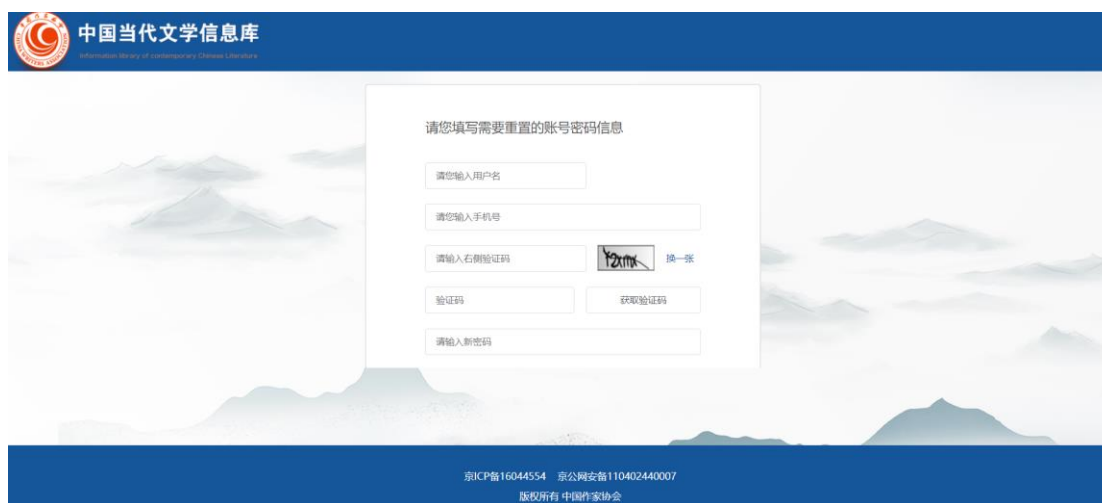 中国当代文学信息库
Information library of contemporary Chinese Literature
请您填写需要重置的账号密码信息
请您输入用户名
请您输入手机号
请输入右侧验证码
换一张
验证码
获取验证码
请输入新密码
京ICP备16044554 京公网安备110402440007
版权所有 中国作家协会